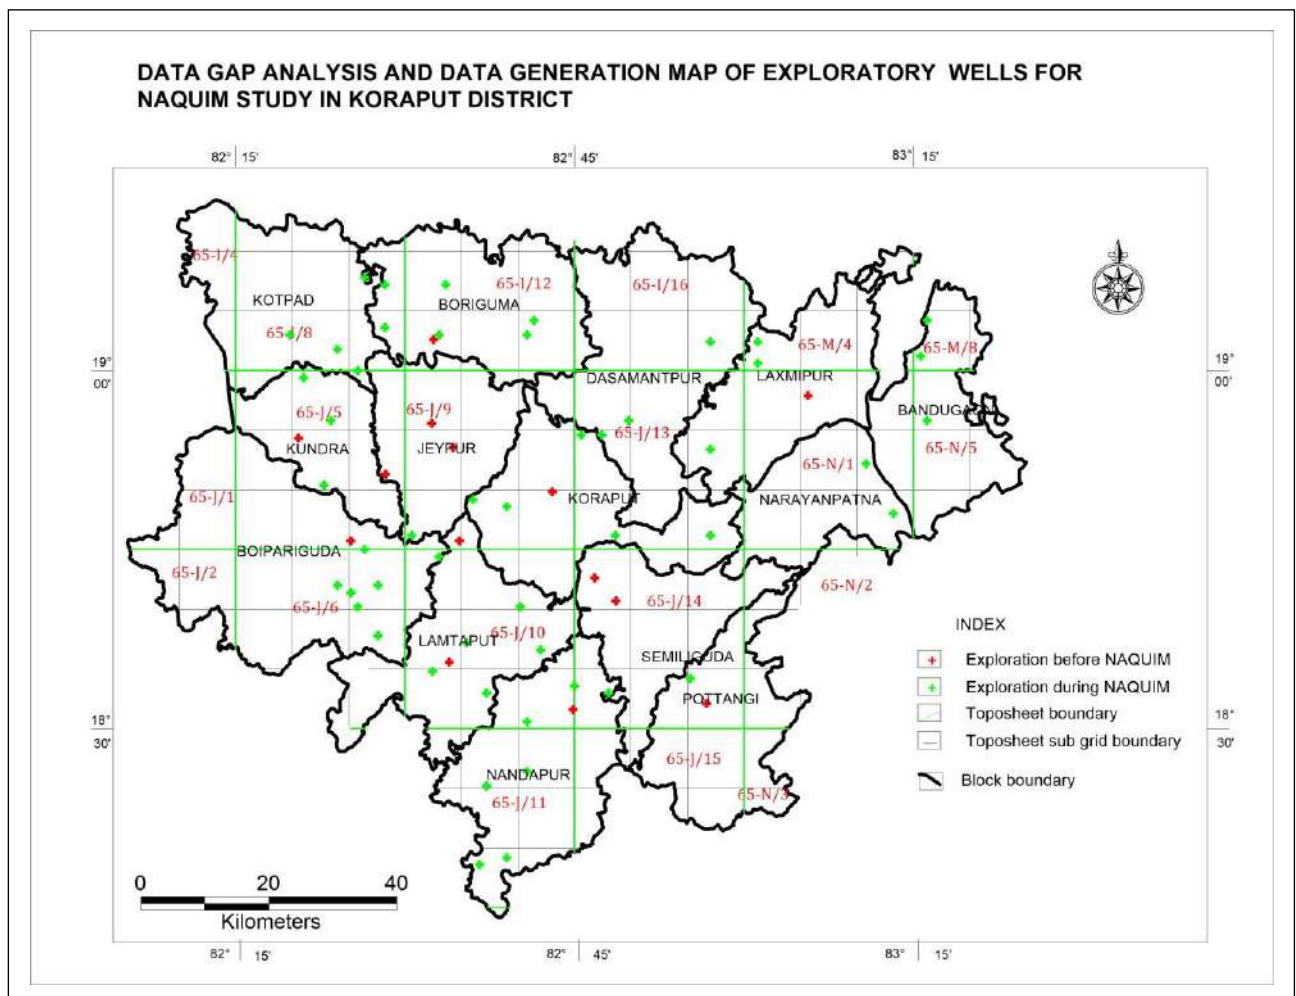 DATA GAP ANALYSIS AND DATA GENERATION MAP OF EXPLORATORY WELLS FOR
NAQUIM STUDY IN KORAPUT DISTRICT
82° 15' 82° 45' 83° 15'
65-I/4
65-I/12 65-I/16
KOTPAD BORIGUMA
65-J/8 65-M/4 65-M/8
19° 00' 19° 00'
DASAMANTPUR LAXMIPUR
65-J/5 65-J/9 BANDUGAON
65-J/13
KUNDRA JEYPUR 65-N/1 65-N/5
65-J/1 KORAPUT NARAYANPATNA
BOIPARIGUDA
65-J/2 65-N/2
65-J/6 65-J/14
LAMTAPUT 65-J/10
SEMILIGUDA
POTTANGI
INDEX
Exploration before NAQUIM
Exploration during NAQUIM
Toposheet boundary
Toposheet sub grid boundary
Block boundary
18° 30' 18° 30'
65-J/15
NANDAPUR
65-J/11 65-N/3
0 20 40
Kilometers
82° 15' 82° 45' 83° 15'